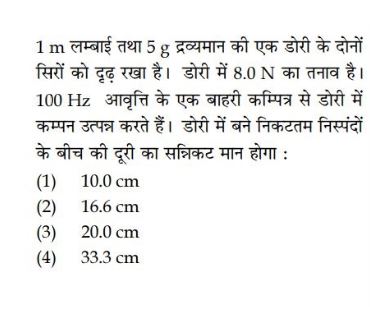 1 m लम्बाई तथा 5 g द्रव्यमान की एक डोरी के दोनों
सिरों को दृढ़ रखा है। डोरी में 8.0 N का तनाव है।
100 Hz आवृत्ति के एक बाहरी कम्पित्र से डोरी में
कम्पन उत्पन्न करते हैं। डोरी में बने निकटतम निस्पंदों
के बीच की दूरी का सन्निकट मान होगा :
(1) 10.0 cm
(2) 16.6 cm
(3) 20.0 cm
(4) 33.3 cm